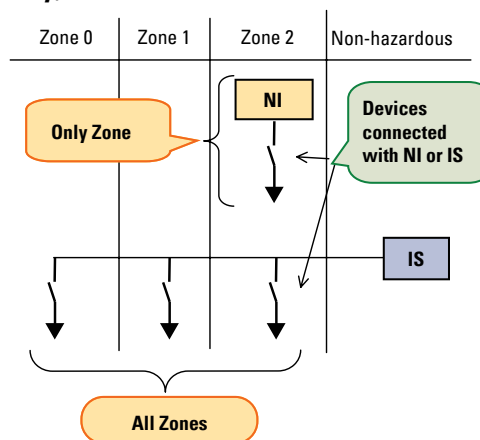 Zone 0
Zone 1
Zone 2
Non-hazardous
NI
Only Zone
Devices
connected
with NI or IS
IS
All Zones